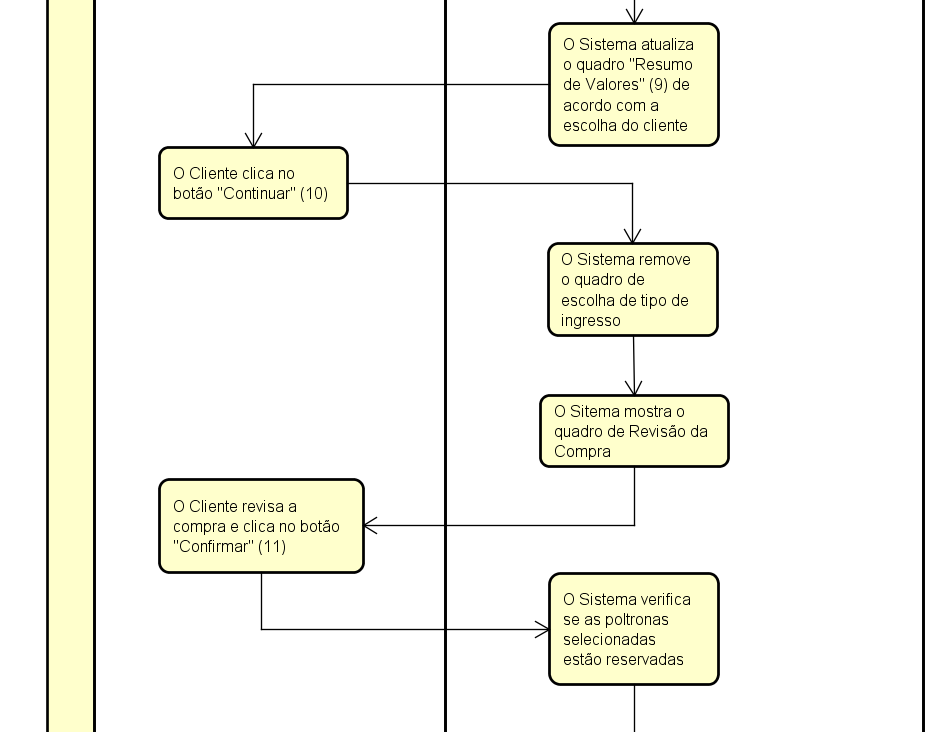 O Sistema atualiza
o quadro "Resumo
de Valores" (9) de
acordo com a
escolha do cliente
O Cliente clica no
botão "Continuar" (10)
O Sistema remove
o quadro de
escolha de tipo de
ingresso
O Sitema mostra o
quadro de Revisão da
Compra
O Cliente revisa a
compra e clica no botão
"Confirmar" (11)
O Sistema verifica
se as poltronas
selecionadas
estão reservadas